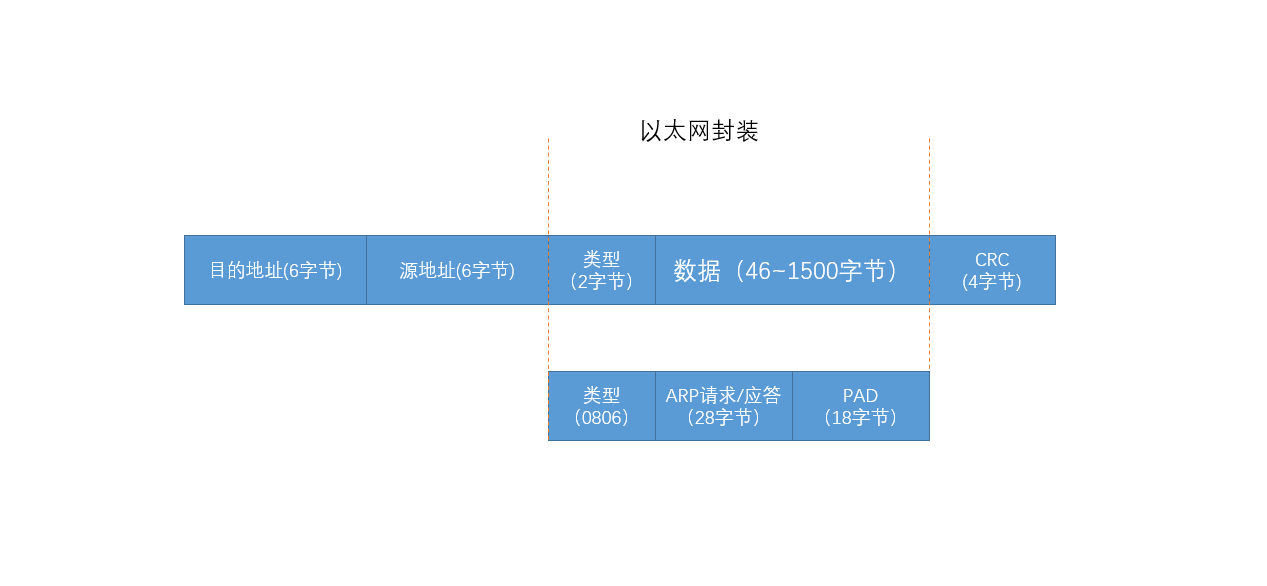 以太网封装
目的地址(6字节)
源地址(6字节)
类型
（2字节）
数据（46~1500字节）
CRC
(4字节)
类型
（0806）
ARP请求/应答
（28字节）
PAD
（18字节）